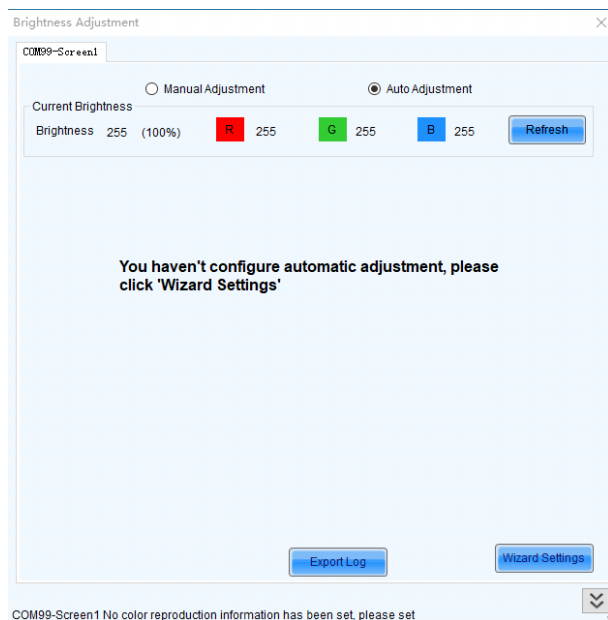 Brightness Adjustment
COM99-Screen1
Manual Adjustment Auto Adjustment
Current Brightness
Brightness 255 (100%) R 255 G 255 B 255 Refresh
You haven't configure automatic adjustment, please
click 'Wizard Settings'
Export Log Wizard Settings
COM99-Screen1 No color reproduction information has been set, please set